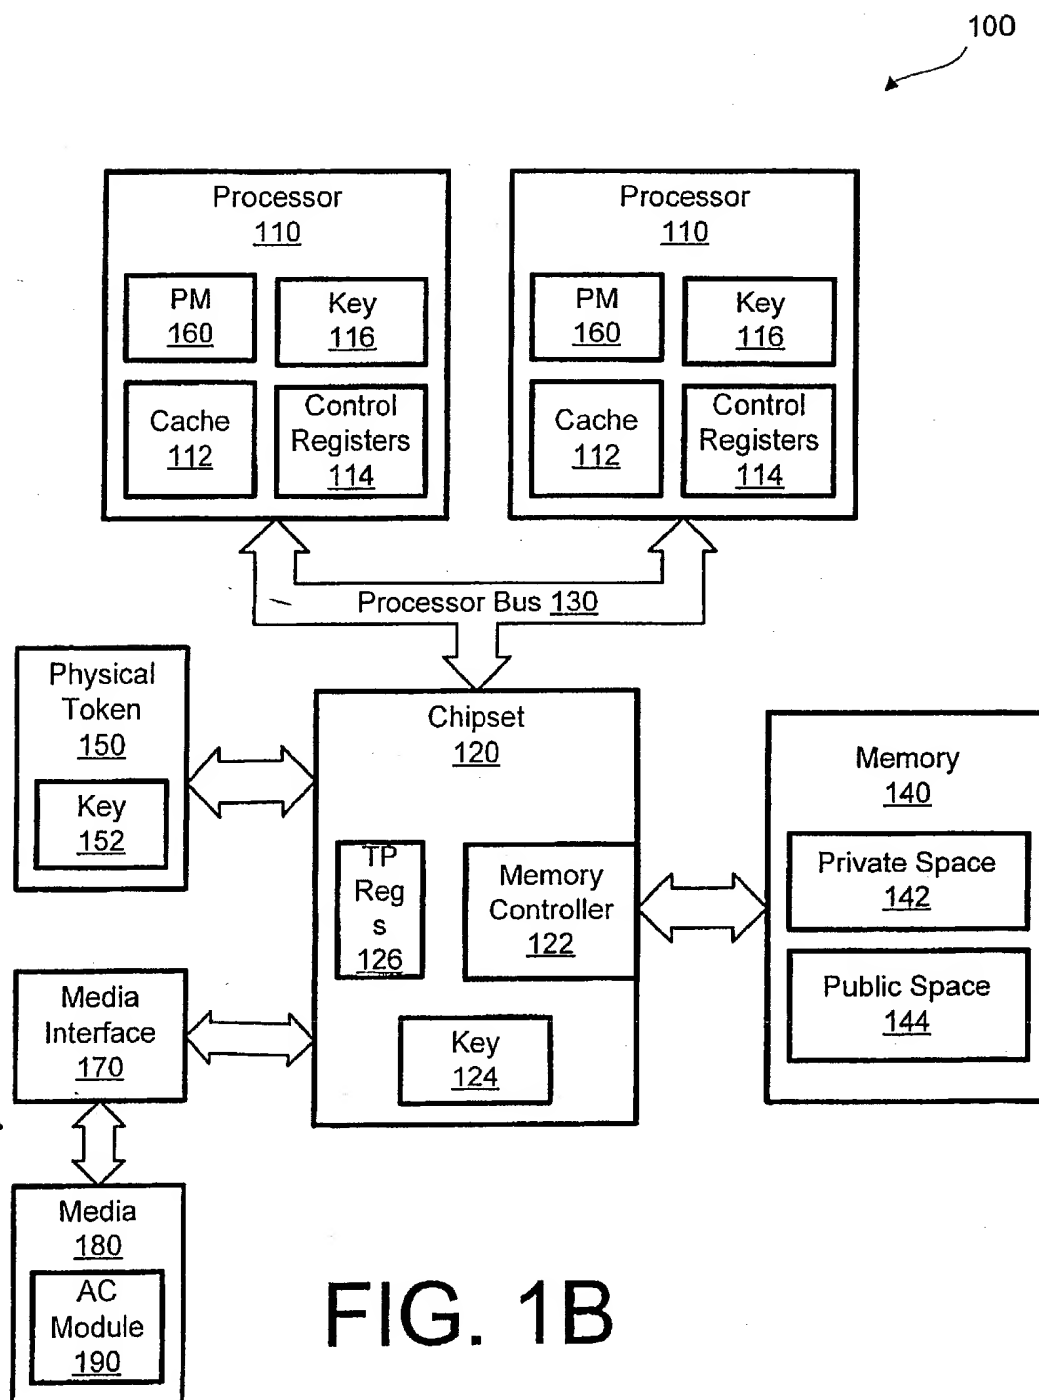 100
Processor
110
PM
160
Key
116
Cache
112
Control
Registers
114
Processor
110
PM
160
Key
116
Cache
112
Control
Registers
114
Processor Bus 130
Physical
Token
150
Key
152
Chipset
120
TP
Reg
s
126
Memory
Controller
122
Key
124
Memory
140
Private Space
142
Public Space
144
Media
Interface
170
Media
180
AC
Module
190
FIG. 1B